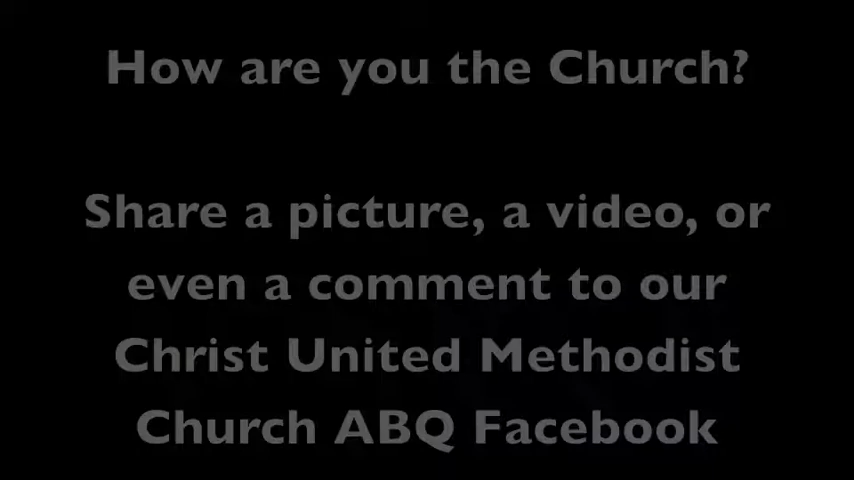 How are you the Church?
Share a picture, a video, or
even a comment to our
Christ United Methodist
Church ABQ Facebook